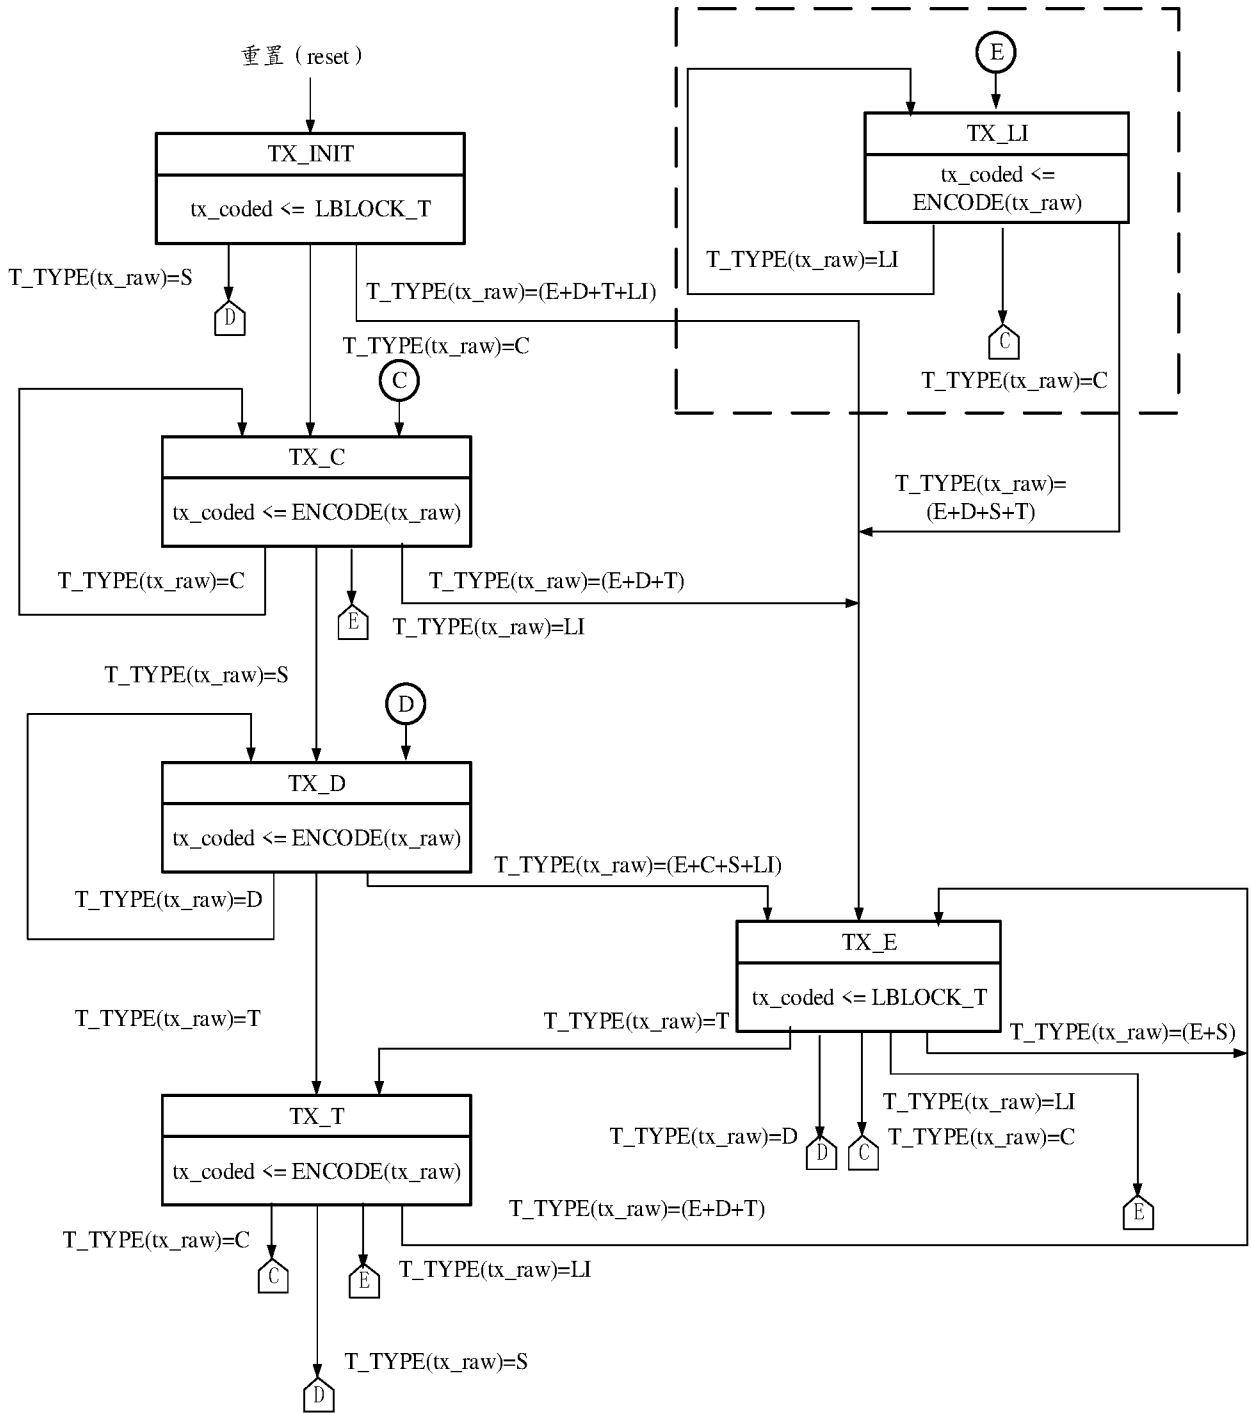 重置（reset）
TX_INIT
tx_coded <= LBLOCK_T
T_TYPE(tx_raw)=S
D
T_TYPE(tx_raw)=(E+D+T+LI)
T_TYPE(tx_raw)=C
E
TX_LI
tx_coded <=
ENCODE(tx_raw)
T_TYPE(tx_raw)=LI
C
T_TYPE(tx_raw)=C
T_TYPE(tx_raw)=
(E+D+S+T)
C
TX_C
tx_coded <= ENCODE(tx_raw)
T_TYPE(tx_raw)=C
T_TYPE(tx_raw)=(E+D+T)
E
T_TYPE(tx_raw)=LI
T_TYPE(tx_raw)=S
D
TX_D
tx_coded <= ENCODE(tx_raw)
T_TYPE(tx_raw)=D
T_TYPE(tx_raw)=(E+C+S+LI)
TX_E
tx_coded <= LBLOCK_T
T_TYPE(tx_raw)=T
T_TYPE(tx_raw)=T
T_TYPE(tx_raw)=(E+S)
T_TYPE(tx_raw)=LI
T_TYPE(tx_raw)=D
D
C
T_TYPE(tx_raw)=C
E
TX_T
tx_coded <= ENCODE(tx_raw)
T_TYPE(tx_raw)=(E+D+T)
T_TYPE(tx_raw)=C
C
E
T_TYPE(tx_raw)=LI
T_TYPE(tx_raw)=S
D